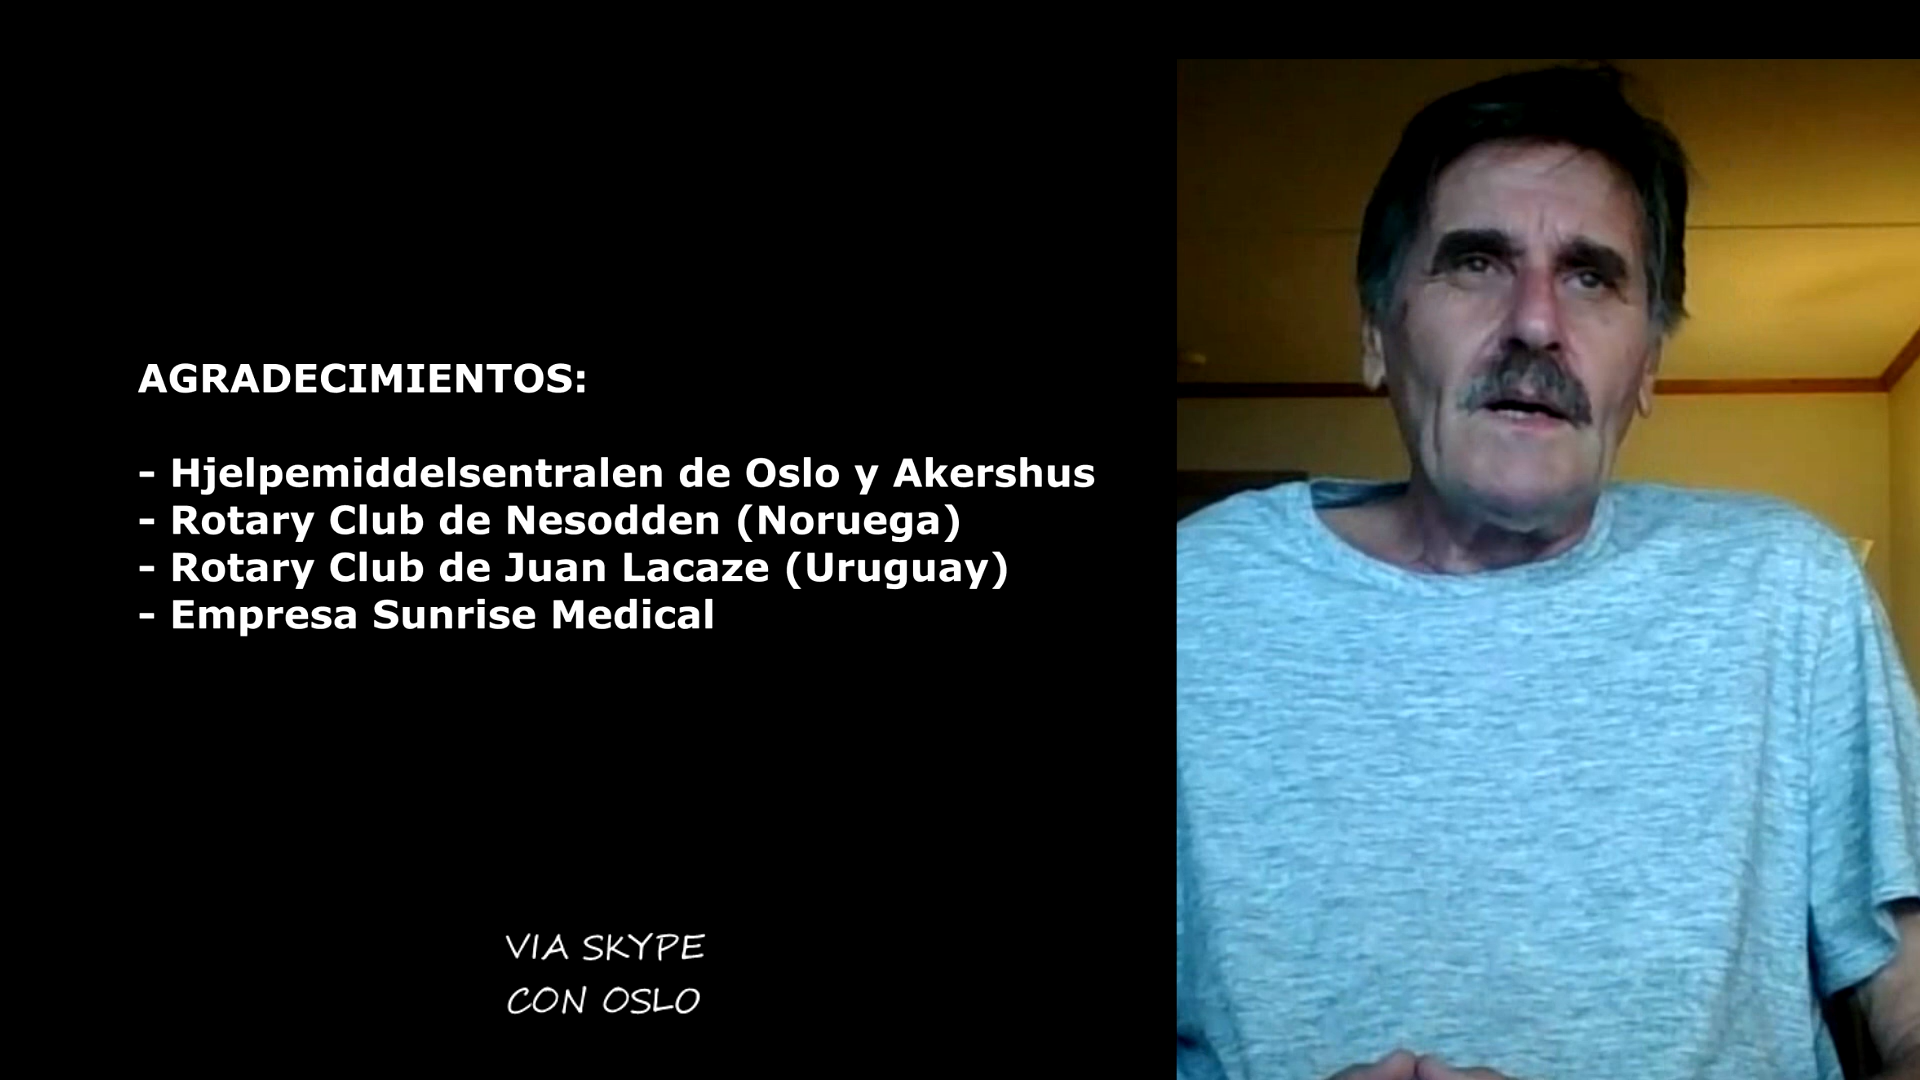 AGRADECIMIENTOS:
- Hjelpemiddelsentralen de Oslo y Akershus
- Rotary Club de Nesodden (Noruega)
- Rotary Club de Juan Lacaze (Uruguay)
- Empresa Sunrise Medical
VIA SKYPE
CON OSLO